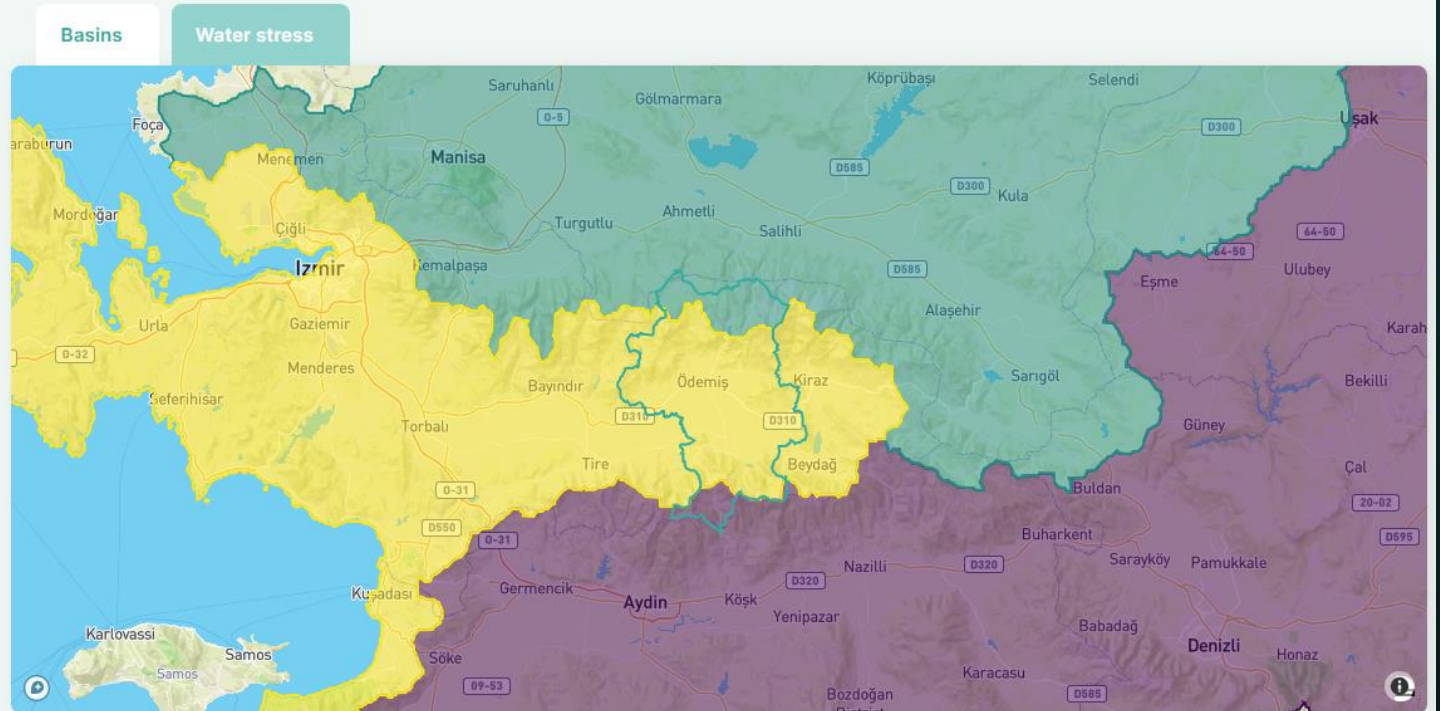 Basins
Water stress
Köprübaşı
Selendi
Saruhanlı
Gölmarmara
O-5
Uşak
Foça
D300
araburun
Menemen
Manisa
D585
D300
Kula
Mordoğan
Ahmetli
Turgutlu
Çiğli
Salihli
64-50
64-50
Izmir
Kemalpaşa
D585
Ulubey
Eşme
Alaşehir
Urla
Gaziemir
Karah
O-32
Menderes
Sarıgöl
Ödemiş
Kiraz
Bekilli
Bayındır
Seferihisar
D310
D310
Güney
Torbalı
Tire
Beydağ
Çal
O-31
Buldan
20-02
D550
Buharkent
D595
O-31
Sarayköy
Pamukkale
Nazilli
D320
D320
Germencik
Kuşadası
Aydin
Köşk
Yenipazar
Babadağ
Karlovassi
Denizli
Samos
Honaz
Söke
Samos
Karacasu
09-53
Bozdoğan
D585